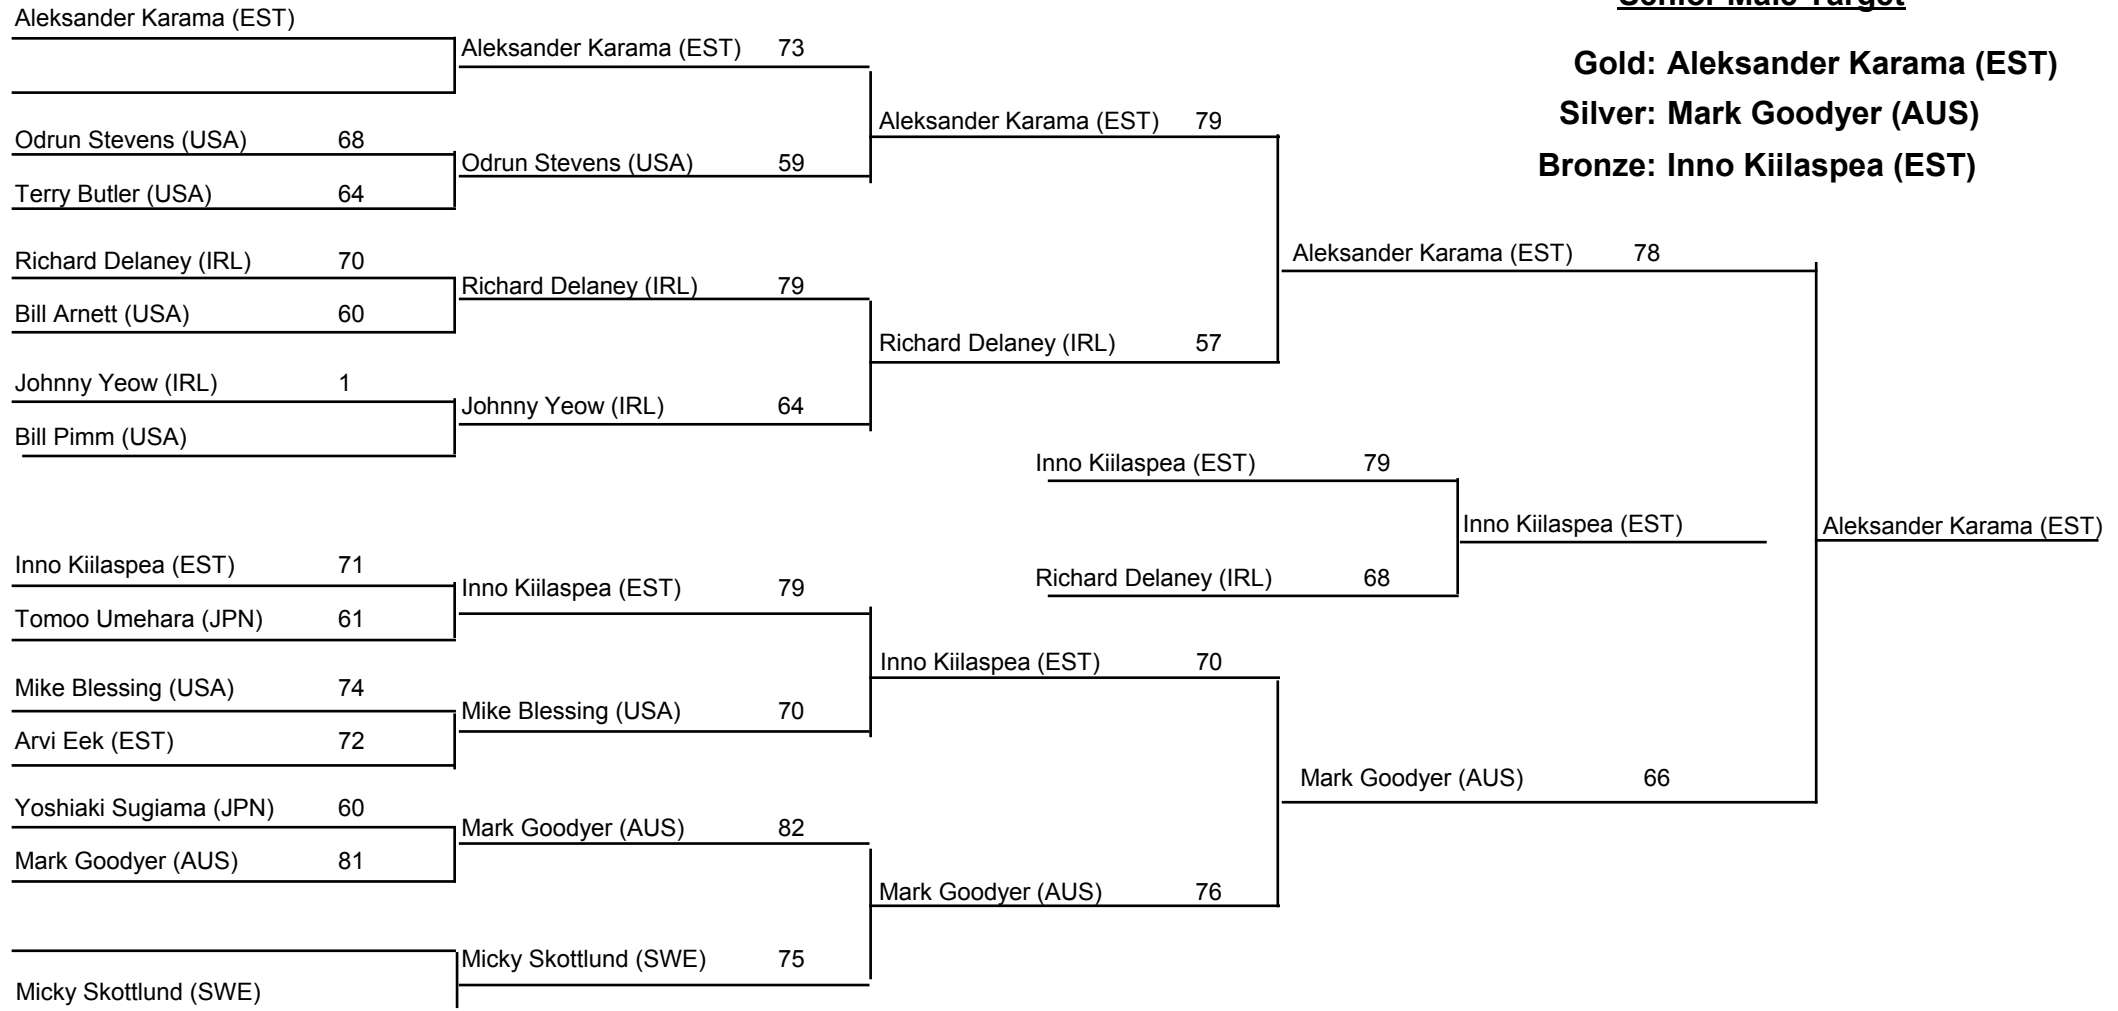 Senior Male Target
Gold: Aleksander Karama (EST)
Silver: Mark Goodyer (AUS)
Bronze: Inno Kiilaspea (EST)
Aleksander Karama (EST)
Odrun Stevens (USA) 68
Terry Butler (USA) 64
Richard Delaney (IRL) 70
Bill Arnett (USA) 60
Johnny Yeow (IRL) 1
Bill Pimm (USA)
Inno Kiilaspea (EST) 71
Tomoo Umehara (JPN) 61
Mike Blessing (USA) 74
Arvi Eek (EST) 72
Yoshiaki Sugiama (JPN) 60
Mark Goodyer (AUS) 81
Micky Skottlund (SWE)
Aleksander Karama (EST) 73
Odrun Stevens (USA) 59
Richard Delaney (IRL) 79
Johnny Yeow (IRL) 64
Inno Kiilaspea (EST) 79
Mike Blessing (USA) 70
Mark Goodyer (AUS) 82
Micky Skottlund (SWE) 75
Aleksander Karama (EST) 79
Richard Delaney (IRL) 57
Inno Kiilaspea (EST) 70
Mark Goodyer (AUS) 76
Inno Kiilaspea (EST) 79
Richard Delaney (IRL) 68
Inno Kiilaspea (EST)
Aleksander Karama (EST) 78
Mark Goodyer (AUS) 66
Aleksander Karama (EST)